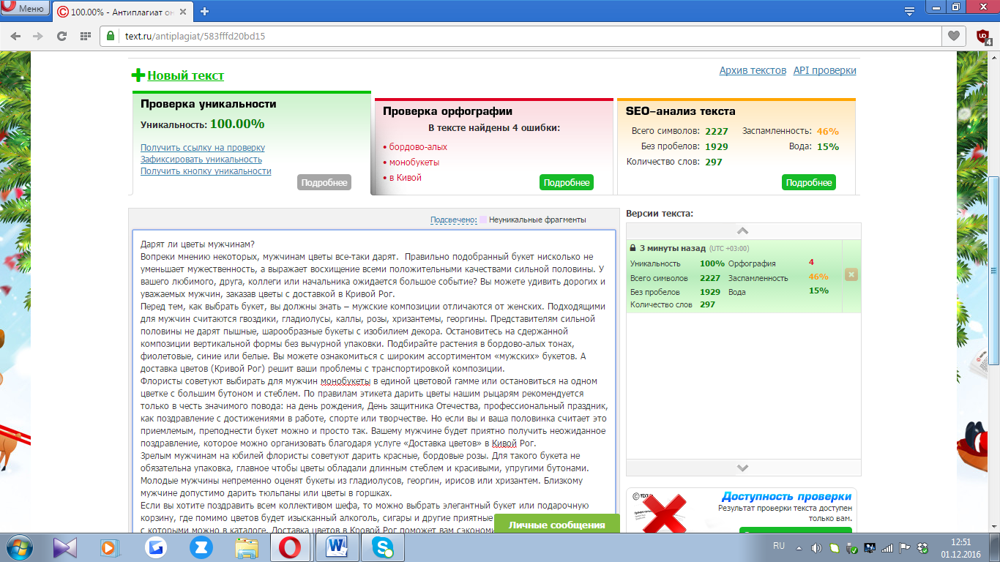 Меню
100.00% - Антиплагиат он
text.ru/antiplagiat/583fffd20bd15
4
Новый текст
Архив текстов API проверки
Проверка уникальности
Уникальность: 100.00%
Получить ссылку на проверку
Зафиксировать уникальность
Получить кнопку уникальности
Подробнее
Проверка орфографии
В тексте найдены 4 ошибки:
• бордово-алых
• монобукеты
• в Кивой
Подробнее
SEO-анализ текста
Всего символов: 2227 Заспамленность: 46%
Без пробелов: 1929 Вода: 15%
Количество слов: 297
Подробнее
Подсвечено: Неуникальные фрагменты
Дарят ли цветы мужчинам?
Вопреки мнению некоторых, мужчинам цветы все-таки дарят. Правильно подобранный букет нисколько не
уменьшает мужественность, а выражает восхищение всеми положительными качествами сильной половины. У
вашего любимого, друга, коллеги или начальника ожидается большое событие? Вы можете удивить дорогих и
уважаемых мужчин, заказав цветы с доставкой в Кривой Рог.
Перед тем, как выбрать букет, вы должны знать – мужские композиции отличаются от женских. Подходящими
для мужчин считаются гвоздики, гладиолусы, каллы, розы, хризантемы, георгины. Представителям сильной
половины не дарят пышные, шарообразные букеты с изобилием декора. Остановитесь на сдержанной
композиции вертикальной формы без вычурной упаковки. Подбирайте растения в бордово-алых тонах,
фиолетовые, синие или белые. Вы можете ознакомиться с широким ассортиментом «мужских» букетов. А
доставка цветов (Кривой Рог) решит ваши проблемы с транспортировкой композиции.
Флористы советуют выбирать для мужчин монобукеты в единой цветовой гамме или остановиться на одном
цветке с большим бутоном и стеблем. По правилам этикета дарить цветы нашим рыцарям рекомендуется
только в честь значимого повода: на день рождения, День защитника Отечества, профессиональный праздник,
как поздравление с достижениями в работе, спорте или творчестве. Но если вы и ваша половинка считает это
приемлемым, преподнести букет можно и просто так. Вашему мужчине будет приятно получить неожиданное
поздравление, которое можно организовать благодаря услуге «Доставка цветов» в Кивой Рог.
Зрелым мужчинам на юбилей флористы советуют дарить красные, бордовые розы. Для такого букета не
обязательна упаковка, главное чтобы цветы обладали длинным стеблем и красивыми, упругими бутонами.
Молодые мужчины непременно оценят букеты из гладиолусов, георгин, ирисов или хризантем. Близкому
мужчине допустимо дарить тюльпаны или цветы в горшках.
Если вы хотите поздравить всем коллективом шефа, то можно выбрать элегантный букет или подарочную
корзину, где помимо цветов будет изысканный алкоголь, сигары и другие приятные
с которыми можно в каталоге. Доставка цветов в Кровой Рог поможет вам сэкономи
Личные сообщения
Версии текста:
3 минуты назад (UTC +03:00)
Уникальность 100% Орфография 4
Всего символов 2227 Заспамленность 46%
Без пробелов 1929 Вода 15%
Количество слов 297
Доступность проверки
Результат проверки текста доступен
только вам.
RU
12:51
01.12.2016